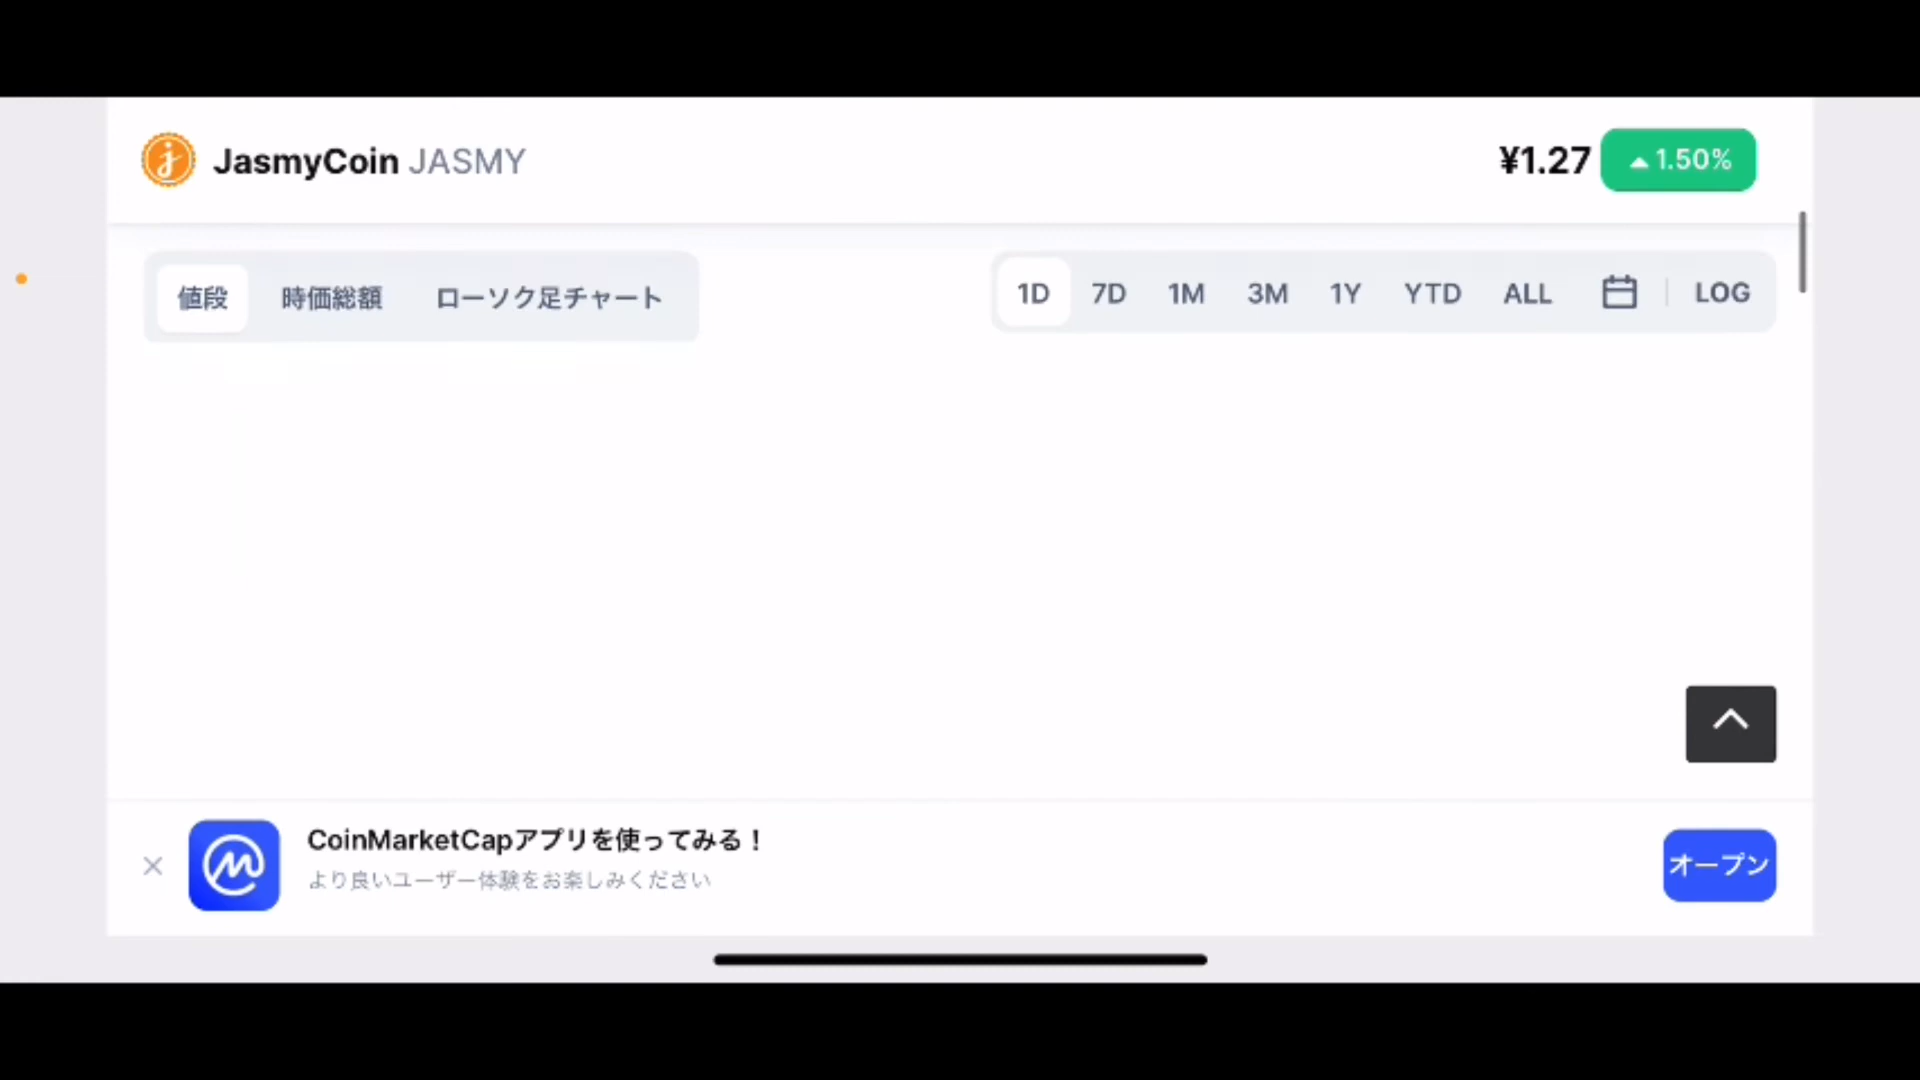 JasmyCoin JASMY
¥1.27 ▲1.50%
値段 時価総額 ローソク足チャート
1D 7D 1M 3M 1Y YTD ALL LOG
CoinMarketCapアプリを使ってみる！
より良いユーザー体験をお楽しみください
オープン